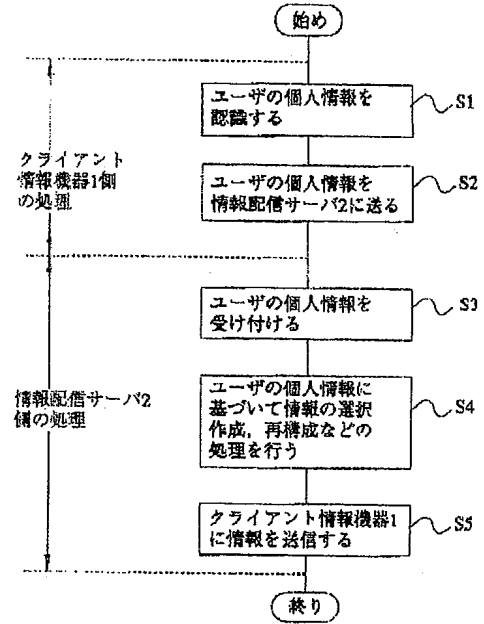 始め
ユーザの個人情報を
認識する
S1
クライアント
情報機器1側
の処理
ユーザの個人情報を
情報配信サーバ2に送る
S2
ユーザの個人情報を
受け付ける
S3
情報配信サーバ2
側の処理
ユーザの個人情報に
基づいて情報の選択
作成,再構成などの
処理を行う
S4
クライアント情報機器1
に情報を送信する
S5
終り